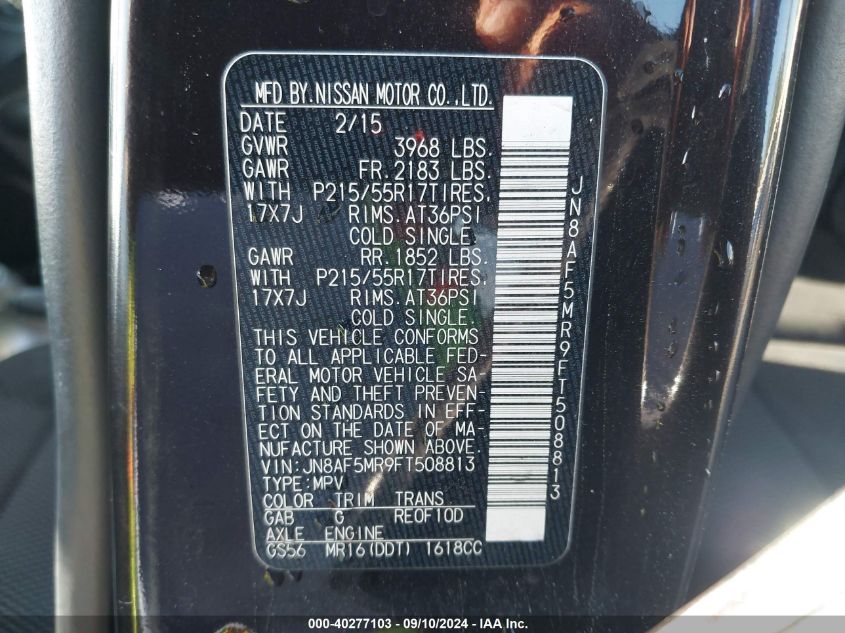 MFD BY.NISSAN MOTOR CO.,LTD.
DATE 2/15
GVWR 3968 LBS.
GAWR FR.2183 LBS.
WITH P215/55R17TIRES.
17X7J RIMS.AT36PSI
COLD SINGLE.
GAWR RR.1852 LBS.
WITH P215/55R17TIRES.
17X7J RIMS.AT36PSI
COLD SINGLE.
THIS VEHICLE CONFORMS
TO ALL APPLICABLE FED-
ERAL MOTOR VEHICLE SA-
FETY AND THEFT PREVEN-
TION STANDARDS IN EFF-
ECT ON THE DATE OF MA-
NUFACTURE SHOWN ABOVE.
VIN:JN8AF5MR9FT508813
TYPE:MPV
COLOR TRIM TRANS
GAB G REOF10D
AXLE ENGINE
GS56 MR16(DDT) 1618CC
JN8AF5MR9FT508813
000-40277103 - 09/10/2024 - IAA Inc.